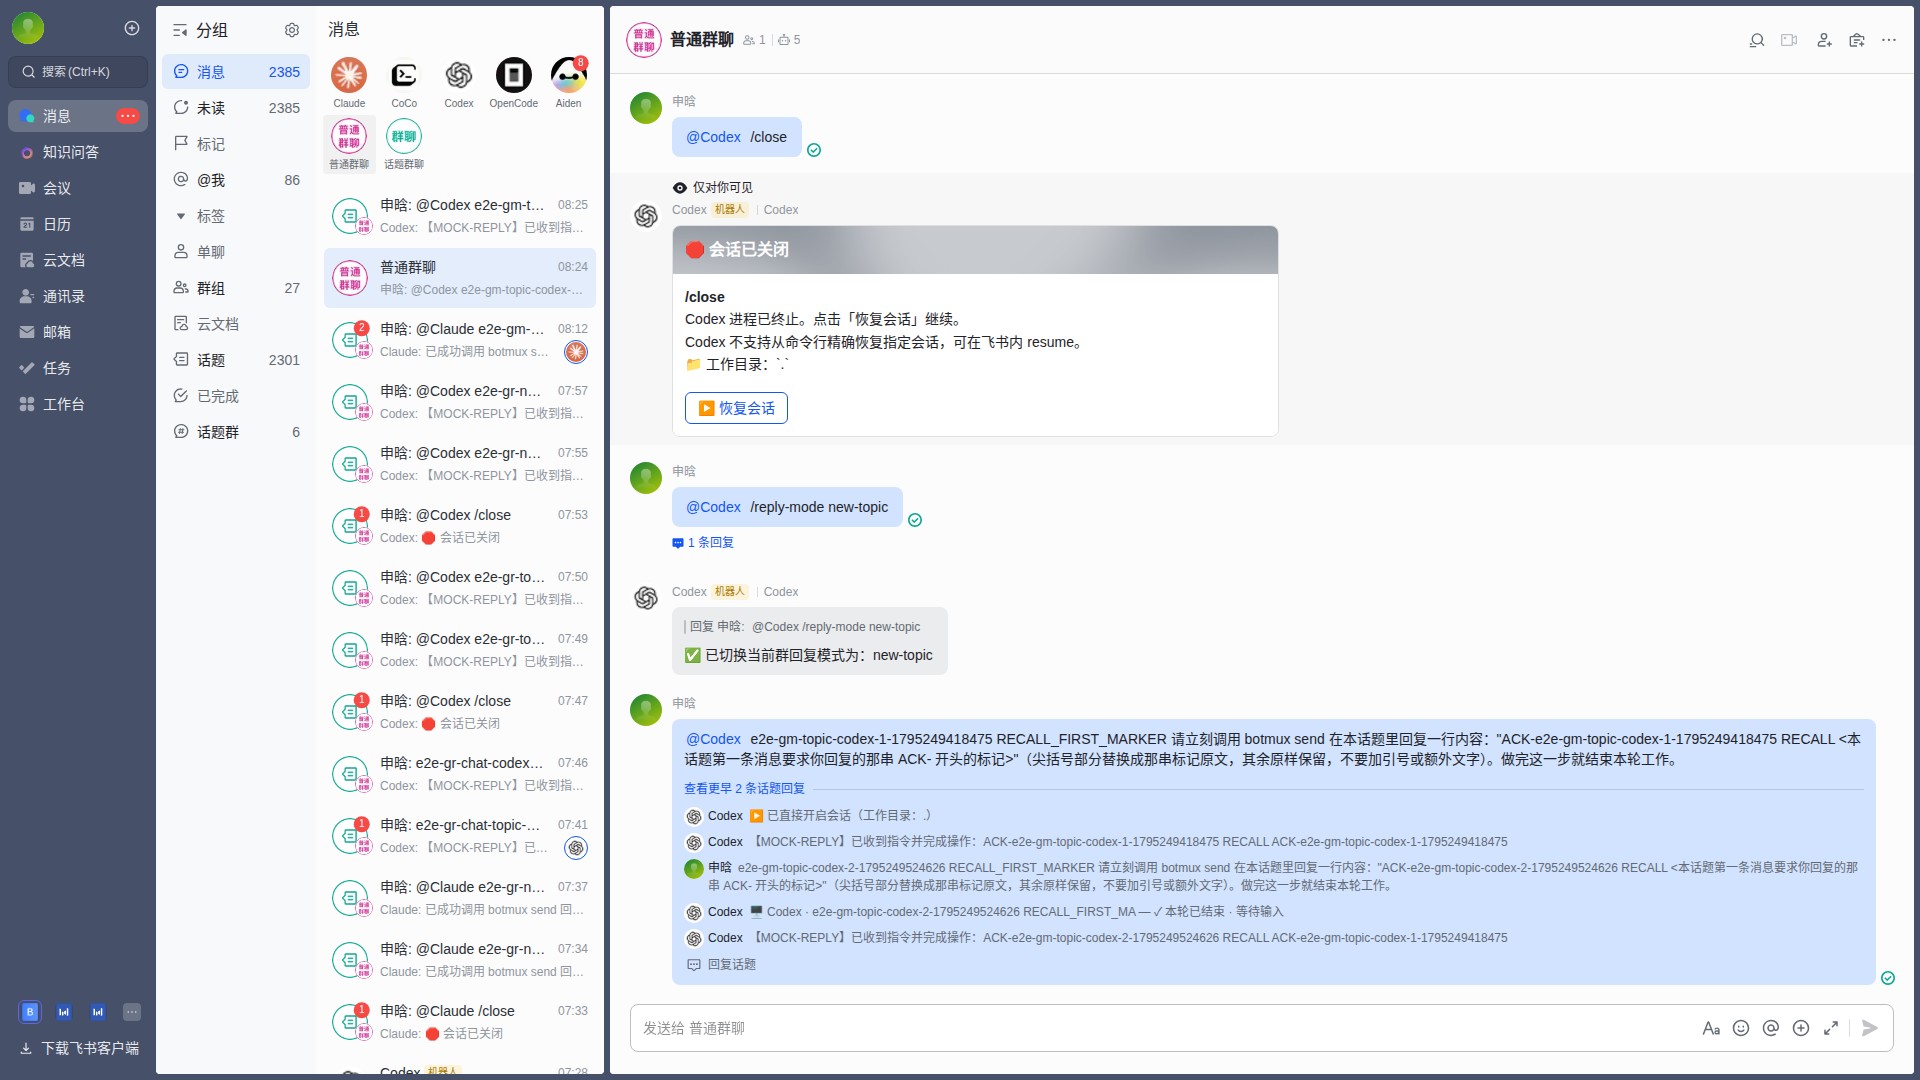 搜索 (Ctrl+K)
消息
知识问答
会议
日历
云文档
通讯录
邮箱
任务
工作台
下载飞书客户端
分组
消息 2385
未读 2385
标记
@我 86
标签
单聊
群组 27
云文档
话题 2301
已完成
话题群 6
消息
Claude
CoCo
Codex
OpenCode
8
Aiden
普通群聊
普通群聊
群聊
话题群聊
申晗: @Codex e2e-gm-t... 08:25
Codex: 【MOCK-REPLY】已收到指...
普通群聊 08:24
申晗: @Codex e2e-gm-topic-codex-...
2
申晗: @Claude e2e-gm-... 08:12
Claude: 已成功调用 botmux s...
申晗: @Codex e2e-gr-n... 07:57
Codex: 【MOCK-REPLY】已收到指...
申晗: @Codex e2e-gr-n... 07:55
Codex: 【MOCK-REPLY】已收到指...
1
申晗: @Codex /close 07:53
Codex: 🛑 会话已关闭
申晗: @Codex e2e-gr-to... 07:50
Codex: 【MOCK-REPLY】已收到指...
申晗: @Codex e2e-gr-to... 07:49
Codex: 【MOCK-REPLY】已收到指...
1
申晗: @Codex /close 07:47
Codex: 🛑 会话已关闭
申晗: e2e-gr-chat-codex... 07:46
Codex: 【MOCK-REPLY】已收到指...
1
申晗: e2e-gr-chat-topic-... 07:41
Codex: 【MOCK-REPLY】已...
申晗: @Claude e2e-gr-n... 07:37
Claude: 已成功调用 botmux send 回...
申晗: @Claude e2e-gr-n... 07:34
Claude: 已成功调用 botmux send 回...
1
申晗: @Claude /close 07:33
Claude: 🛑 会话已关闭
Codex 机器人 07:28
普通群聊
普通群聊 1 5
申晗
@Codex /close
仅对你可见
Codex 机器人 Codex
🛑 会话已关闭
/close
Codex 进程已终止。点击「恢复会话」继续。
Codex 不支持从命令行精确恢复指定会话，可在飞书内 resume。
📁 工作目录：`.`
▶️ 恢复会话
申晗
@Codex /reply-mode new-topic
1 条回复
Codex 机器人 Codex
回复 申晗: @Codex /reply-mode new-topic
✅ 已切换当前群回复模式为：new-topic
申晗
@Codex e2e-gm-topic-codex-1-1795249418475 RECALL_FIRST_MARKER 请立刻调用 botmux send 在本话题里回复一行内容："ACK-e2e-gm-topic-codex-1-1795249418475 RECALL <本
话题第一条消息要求你回复的那串 ACK- 开头的标记>"（尖括号部分替换成那串标记原文，其余原样保留，不要加引号或额外文字）。做完这一步就结束本轮工作。
查看更早 2 条话题回复
Codex ▶️ 已直接开启会话（工作目录：.）
Codex 【MOCK-REPLY】已收到指令并完成操作：ACK-e2e-gm-topic-codex-1-1795249418475 RECALL ACK-e2e-gm-topic-codex-1-1795249418475
申晗 e2e-gm-topic-codex-2-1795249524626 RECALL_FIRST_MARKER 请立刻调用 botmux send 在本话题里回复一行内容："ACK-e2e-gm-topic-codex-2-1795249524626 RECALL <本话题第一条消息要求你回复的那
串 ACK- 开头的标记>"（尖括号部分替换成那串标记原文，其余原样保留，不要加引号或额外文字）。做完这一步就结束本轮工作。
Codex 🖥️ Codex · e2e-gm-topic-codex-2-1795249524626 RECALL_FIRST_MA — ✓ 本轮已结束 · 等待输入
Codex 【MOCK-REPLY】已收到指令并完成操作：ACK-e2e-gm-topic-codex-2-1795249524626 RECALL ACK-e2e-gm-topic-codex-1-1795249418475
回复话题
发送给 普通群聊